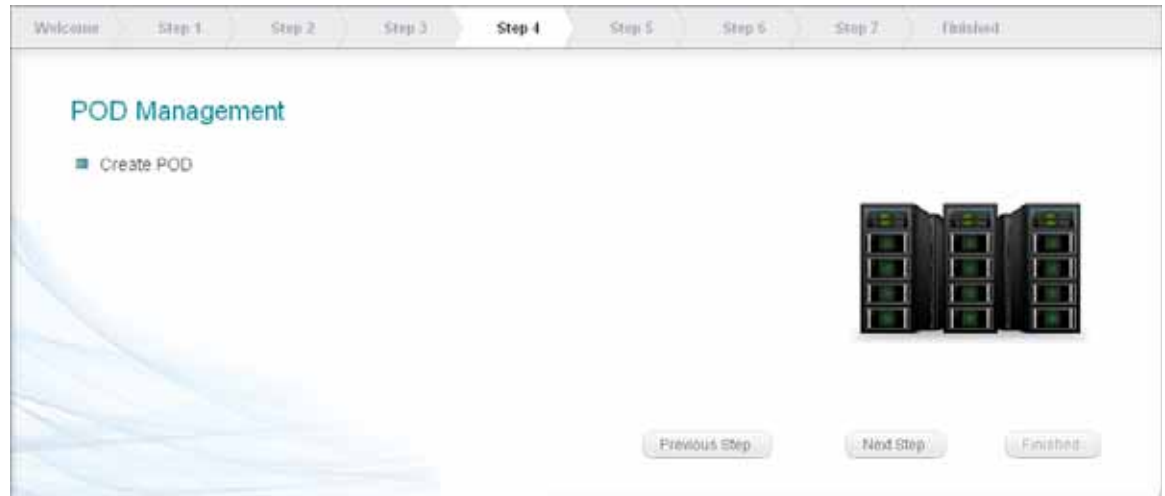 Welcome Step 1 Step 2 Step 3 Step 4 Step 5 Step 6 Step 7 Finished
POD Management
Create POD
Previous Step Next Step Finished